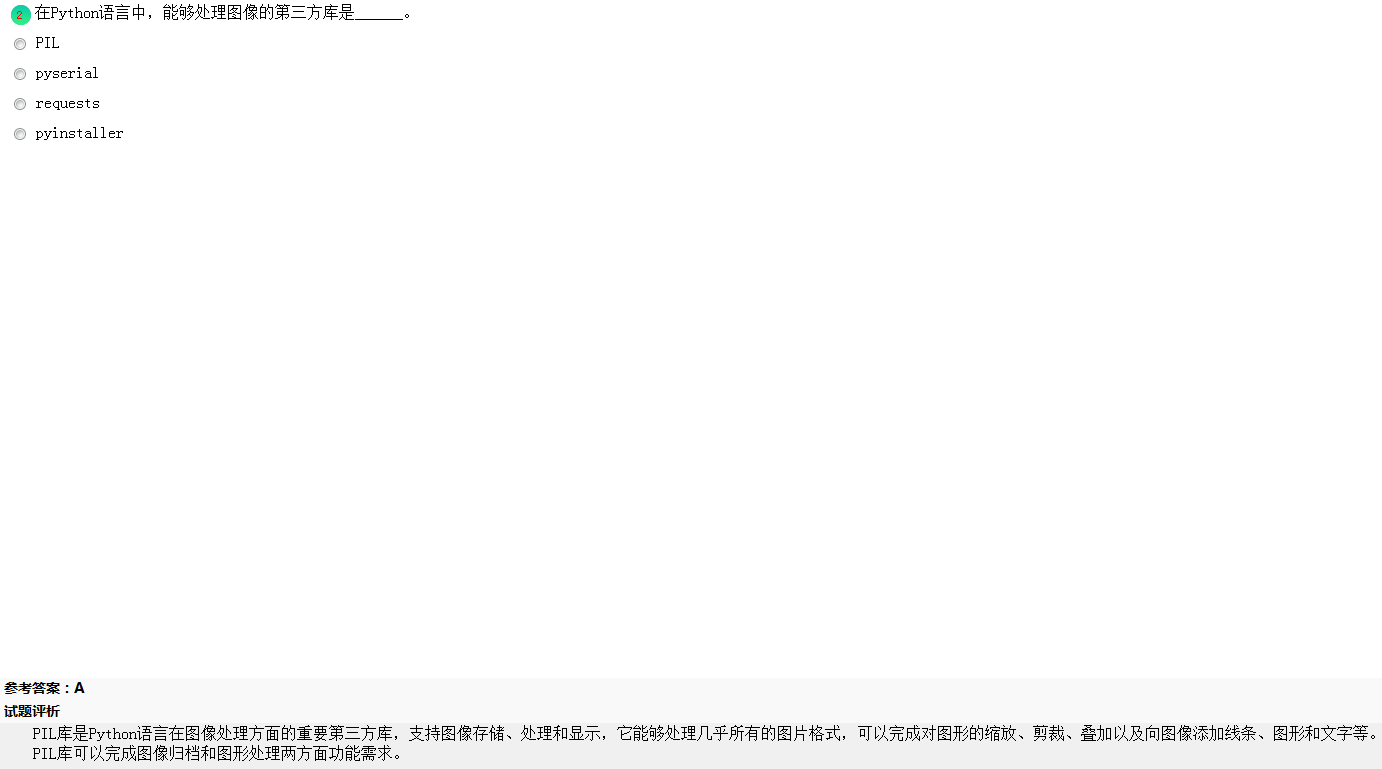 2 在Python语言中，能够处理图像的第三方库是______。
PIL
pyserial
requests
pyinstaller
参考答案：A
试题评析
PIL库是Python语言在图像处理方面的重要第三方库，支持图像存储、处理和显示，它能够处理几乎所有的图片格式，可以完成对图形的缩放、剪裁、叠加以及向图像添加线条、图形和文字等。
PIL库可以完成图像归档和图形处理两方面功能需求。